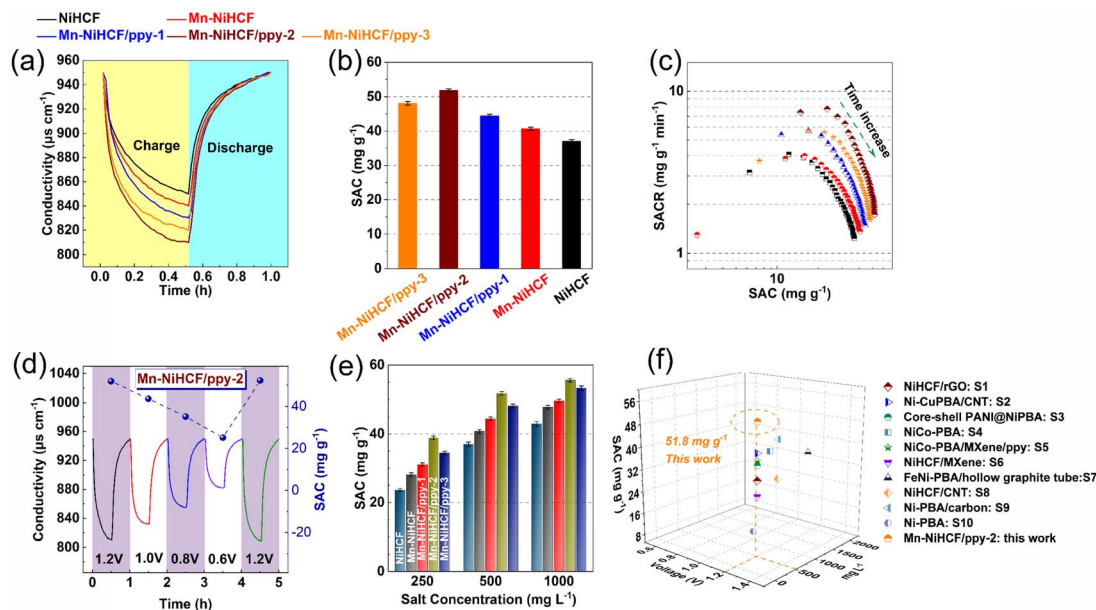 NiHCF
Mn-NiHCF
Mn-NiHCF/ppy-1
Mn-NiHCF/ppy-2
Mn-NiHCF/ppy-3
(a)
960
940
920
900
880
860
840
820
800
Conductivity (μs cm⁻¹)
Charge
Discharge
0.0 0.2 0.4 0.6 0.8 1.0
Time (h)
(b)
60
50
40
30
20
10
0
SAC (mg g⁻¹)
Mn-NiHCF/ppy-3
Mn-NiHCF/ppy-2
Mn-NiHCF/ppy-1
Mn-NiHCF
NiHCF
(c)
10
1
SACR (mg g⁻¹ min⁻¹)
Time increase
10
SAC (mg g⁻¹)
(d)
Mn-NiHCF/ppy-2
1040
1000
960
920
880
840
800
Conductivity (μs cm⁻¹)
40
20
0
-20
SAC (mg g⁻¹)
1.2V 1.0V 0.8V 0.6V 1.2V
0 1 2 3 4 5
Time (h)
(e)
60
40
20
0
SAC (mg g⁻¹)
NiHCF
Mn-NiHCF
Mn-NiHCF/ppy-1
Mn-NiHCF/ppy-2
Mn-NiHCF/ppy-3
250 500 1000
Salt Concentration (mg L⁻¹)
(f)
56
48
40
32
24
16
8
SAC (mg g⁻¹)
51.8 mg g⁻¹
This work
0.6 0.8 1.0 1.2 1.4
Voltage (V)
0 500 1000 1500 2000
mg L⁻¹
NiHCF/rGO: S1
Ni-CuPBA/CNT: S2
Core-shell PANI@NiPBA: S3
NiCo-PBA: S4
NiCo-PBA/MXene/ppy: S5
NiHCF/MXene: S6
FeNi-PBA/hollow graphite tube:S7
NiHCF/CNT: S8
Ni-PBA/carbon: S9
Ni-PBA: S10
Mn-NiHCF/ppy-2: this work